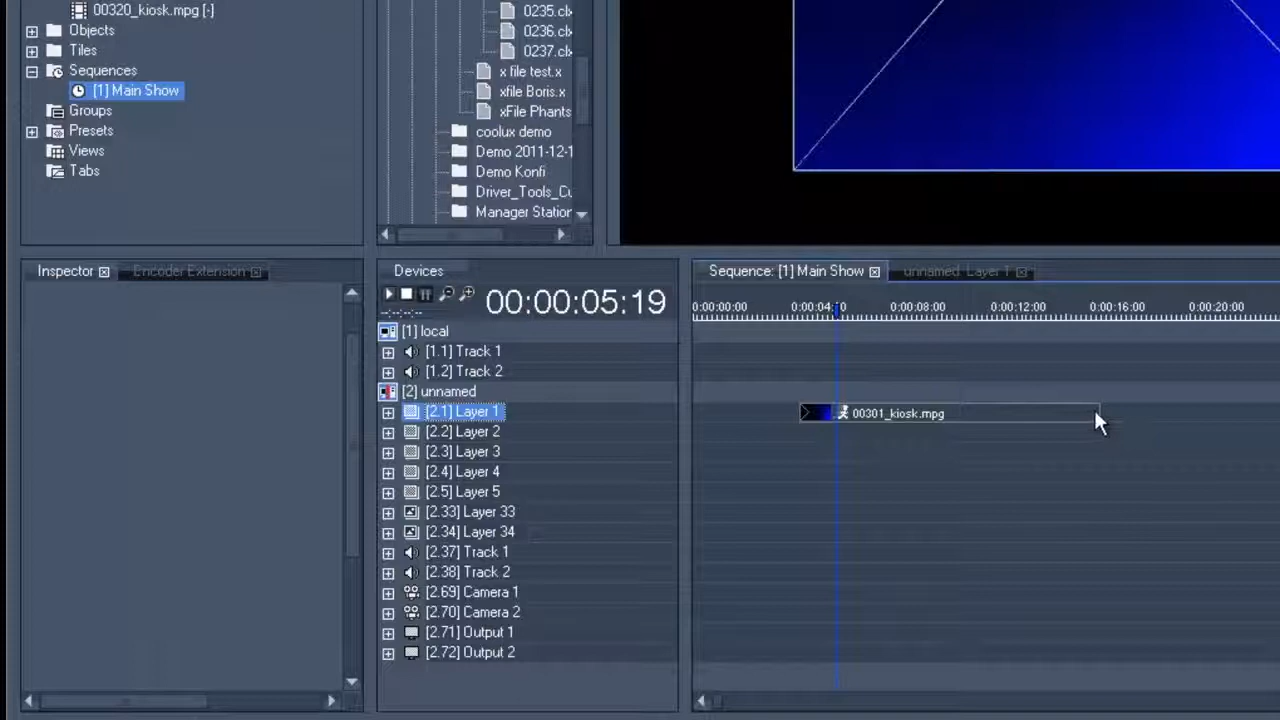 00320_kiosk.mpg [-]
Objects
Tiles
Sequences
[1] Main Show
Groups
Presets
Views
Tabs
0235.ck
0236.ck
0237.ck
x file test.x
xfile Boris.x
xFile Phants
coolux demo
Demo 2011-12-1
Demo Konfi
Driver_Tools_Cu
Manager Station
Inspector
Encoder Extension
Devices
00:00:05:19
--:--:--:--
[1] local
[1.1] Track 1
[1.2] Track 2
[2] unnamed
[2.1] Layer 1
[2.2] Layer 2
[2.3] Layer 3
[2.4] Layer 4
[2.5] Layer 5
[2.33] Layer 33
[2.34] Layer 34
[2.37] Track 1
[2.38] Track 2
[2.69] Camera 1
[2.70] Camera 2
[2.71] Output 1
[2.72] Output 2
Sequence: [1] Main Show
unnamed Layer 1
0:00:00:00 0:00:04:00 0:00:08:00 0:00:12:00 0:00:16:00 0:00:20:00
00301_kiosk.mpg